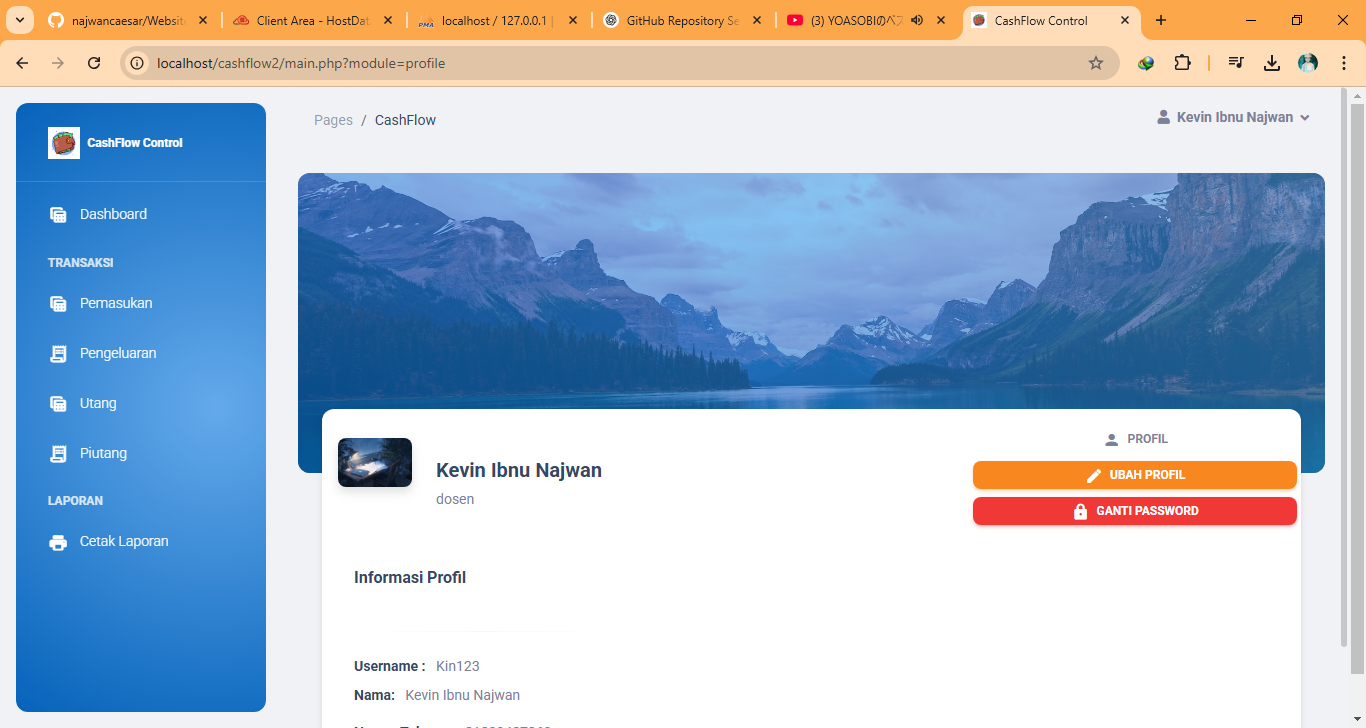 najwancaesar/Website
Client Area - HostData
localhost / 127.0.0.1 |
GitHub Repository Se
(3) YOASOBIのベス
CashFlow Control
localhost/cashflow2/main.php?module=profile
CashFlow Control
Pages / CashFlow
Kevin Ibnu Najwan
Dashboard
TRANSAKSI
Pemasukan
Pengeluaran
Utang
Piutang
LAPORAN
Cetak Laporan
Kevin Ibnu Najwan
dosen
PROFIL
UBAH PROFIL
GANTI PASSWORD
Informasi Profil
Username : Kin123
Nama: Kevin Ibnu Najwan